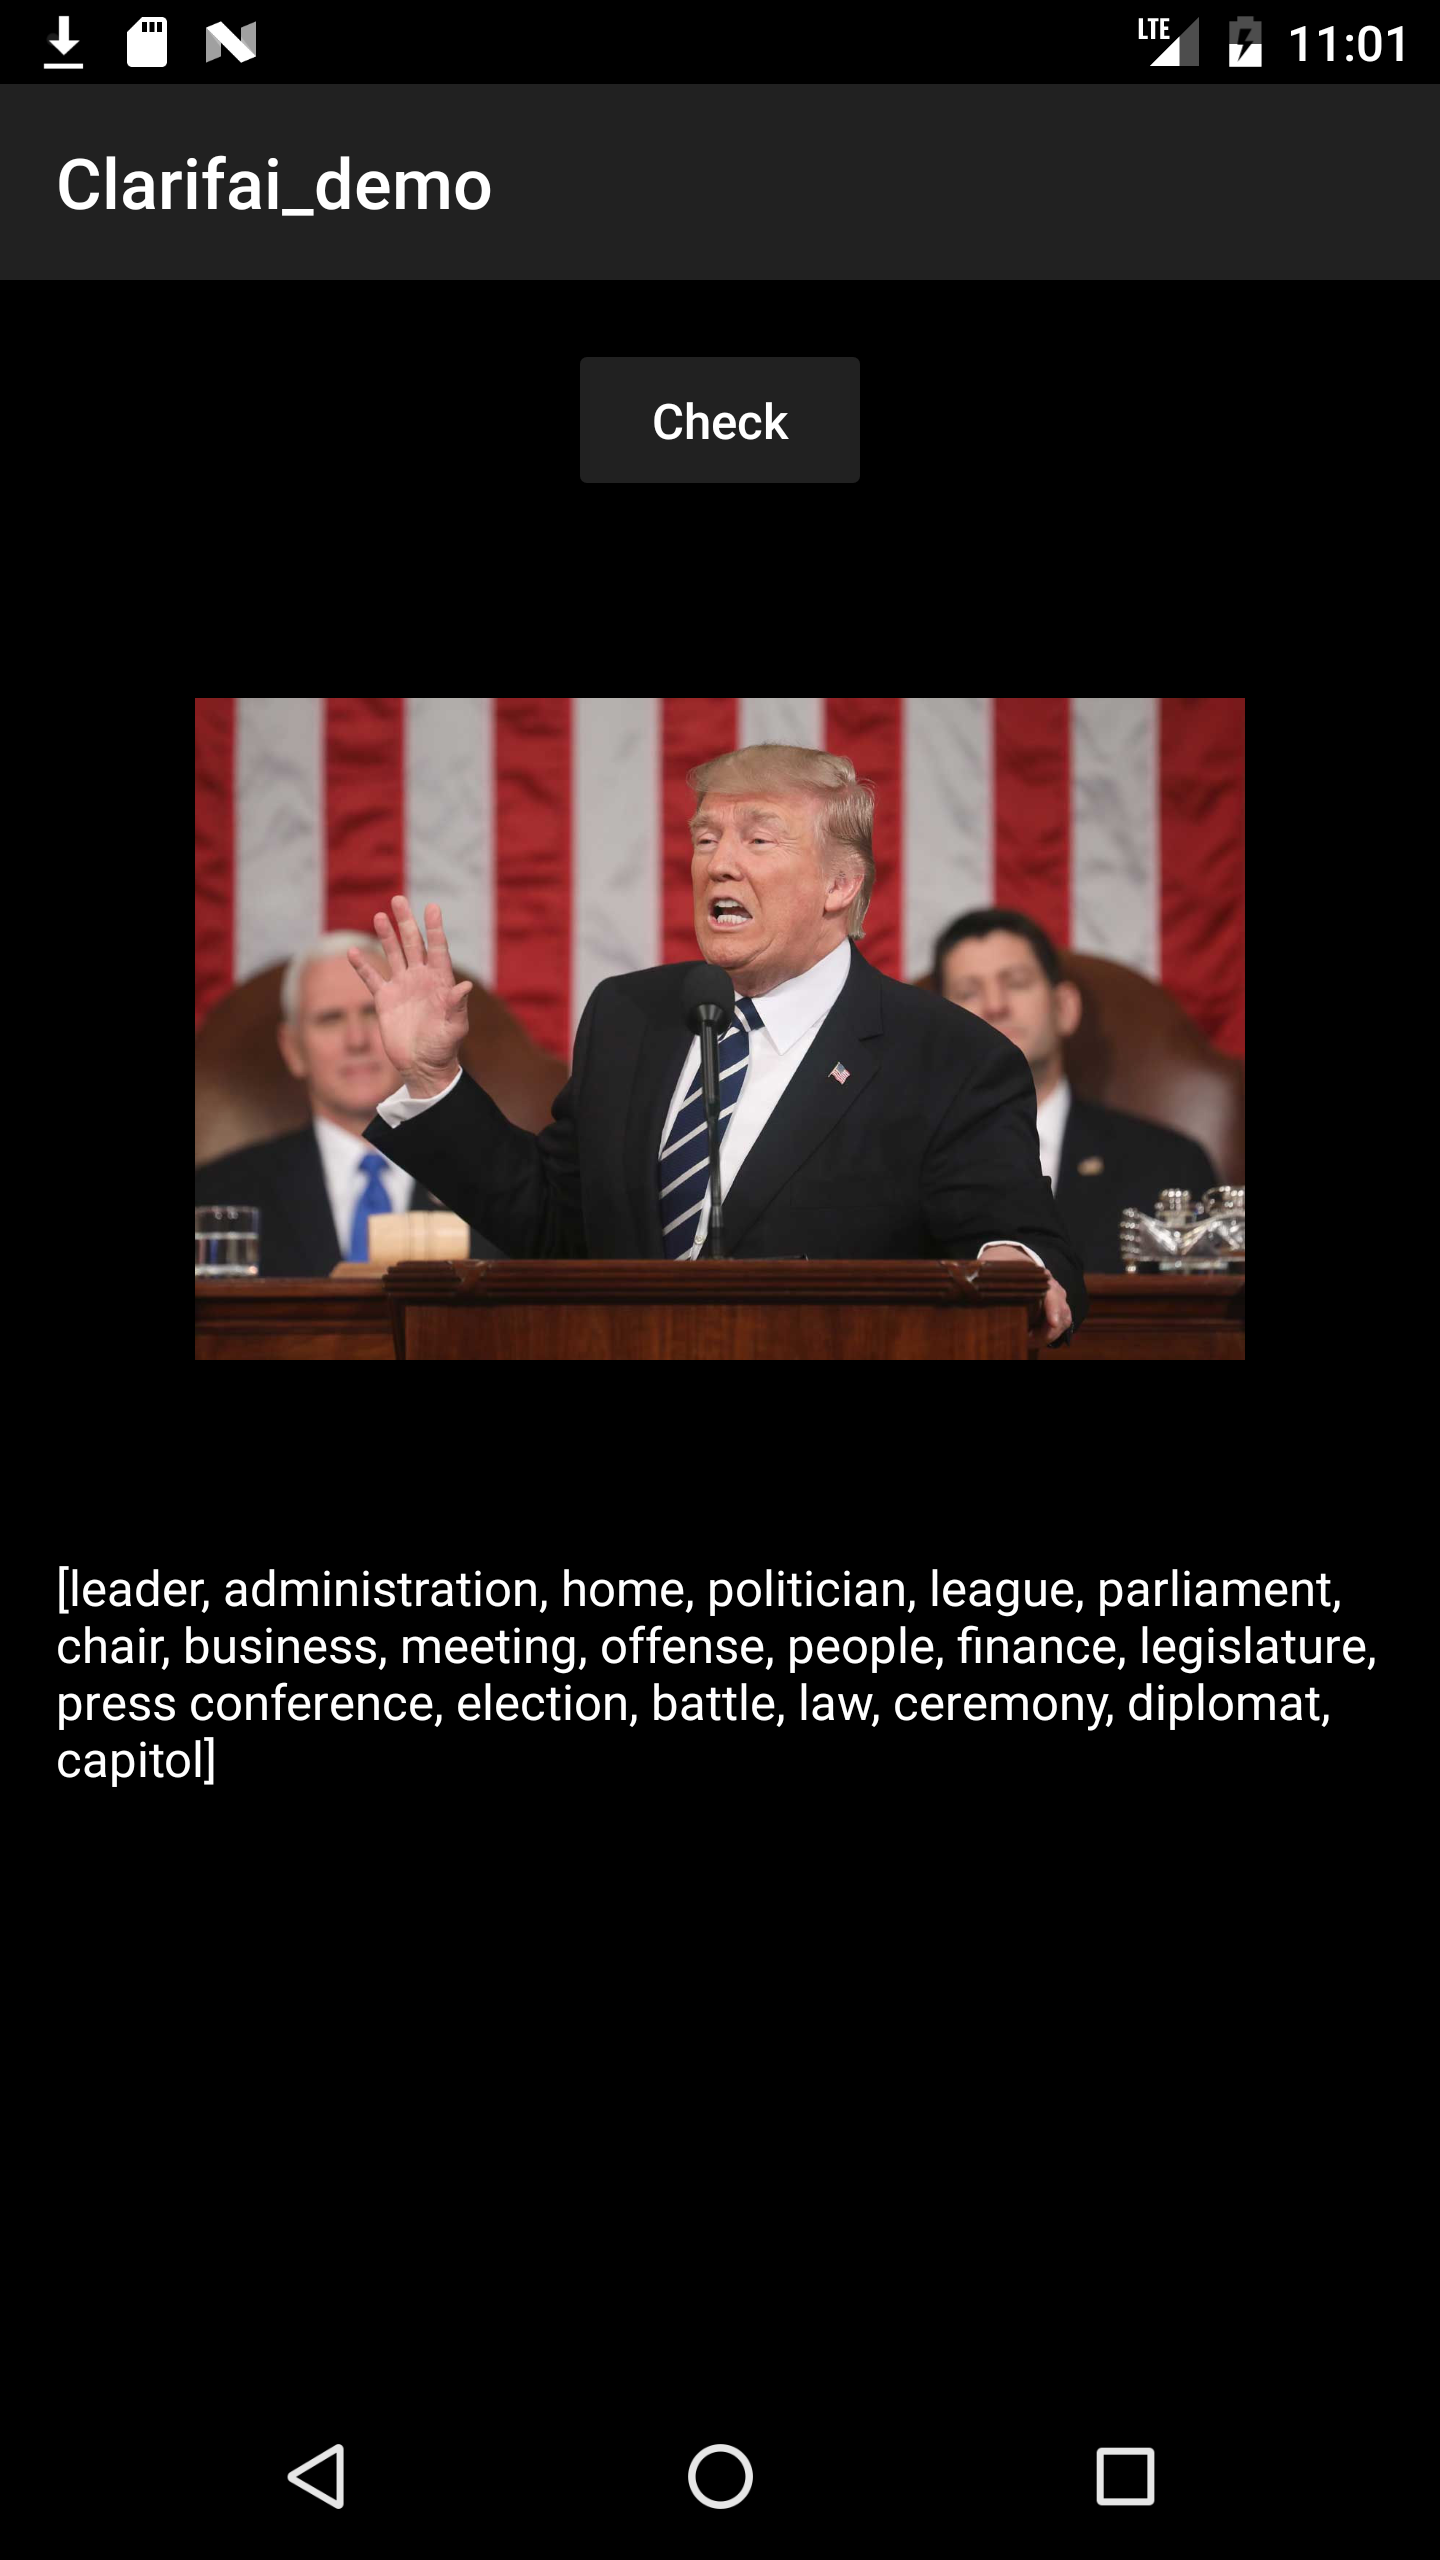 LTE 11:01
Clarifai_demo
Check
[leader, administration, home, politician, league, parliament,
chair, business, meeting, offense, people, finance, legislature,
press conference, election, battle, law, ceremony, diplomat,
capitol]